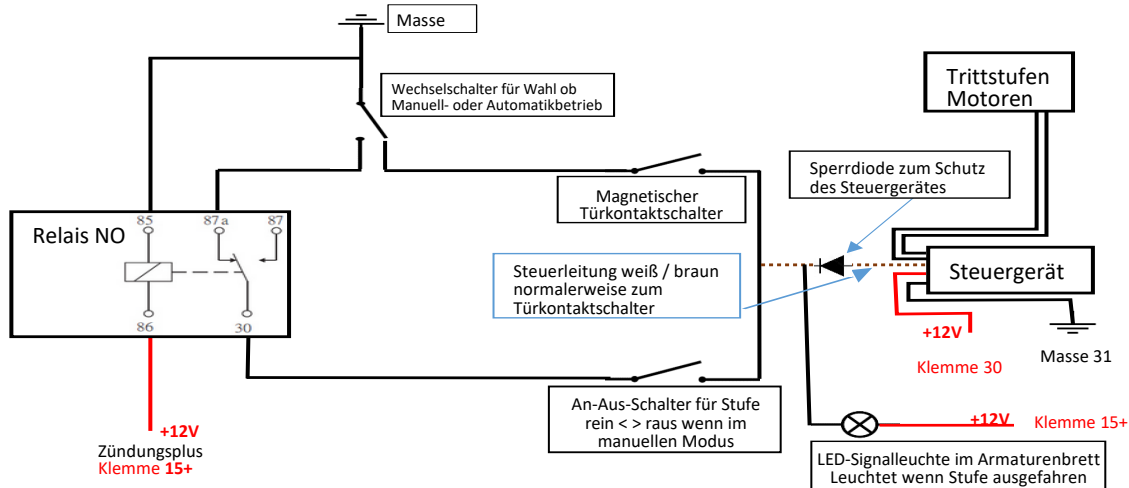 Masse
Wechselschalter für Wahl ob
Manuell- oder Automatikbetrieb
Trittstufen
Motoren
Sperrdiode zum Schutz
des Steuergerätes
Magnetischer
Türkontaktschalter
85
87a
87
Relais NO
86
30
Steuerleitung weiß / braun
normalerweise zum
Türkontaktschalter
Steuergerät
+12V
Klemme 30
Masse 31
An-Aus-Schalter für Stufe
rein < > raus wenn im
manuellen Modus
+12V
Klemme 15+
+12V
Zündungsplus
Klemme 15+
LED-Signalleuchte im Armaturenbrett
Leuchtet wenn Stufe ausgefahren